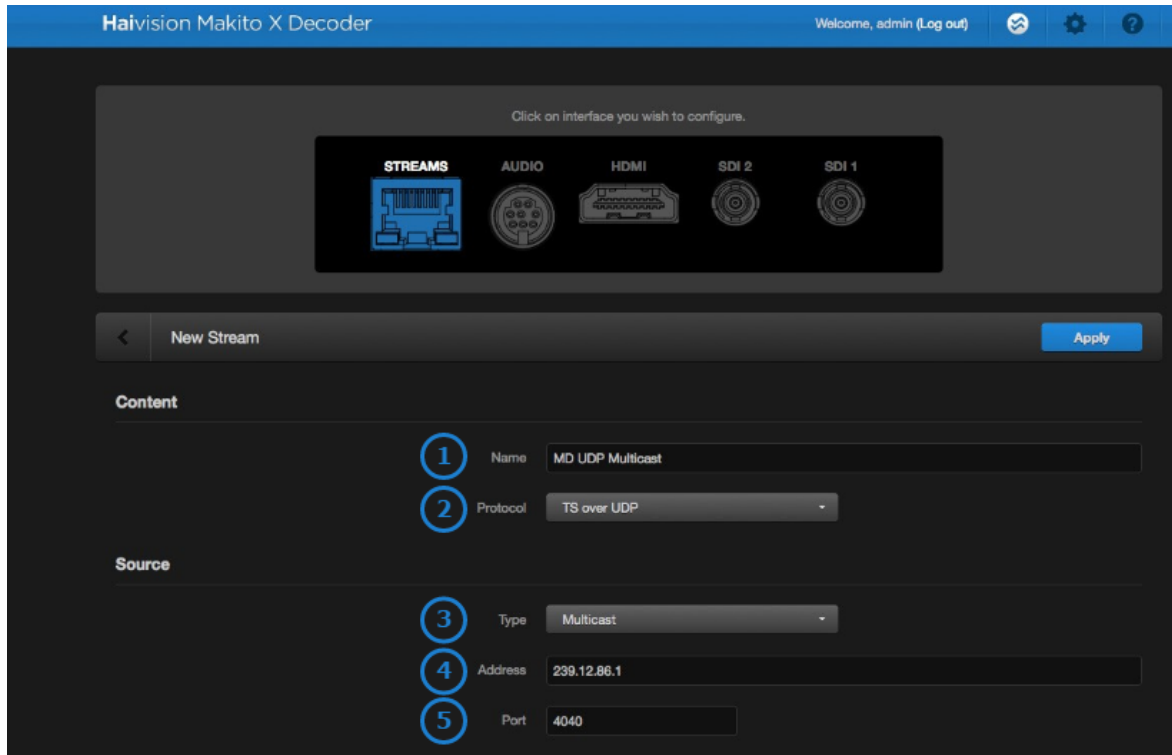 Haivision Makito X Decoder
Welcome, admin (Log out)
?
Click on interface you wish to configure.
STREAMS AUDIO HDMI SDI 2 SDI 1
New Stream
Apply
Content
1 Name MD UDP Multicast
2 Protocol TS over UDP
Source
3 Type Multicast
4 Address 239.12.86.1
5 Port 4040